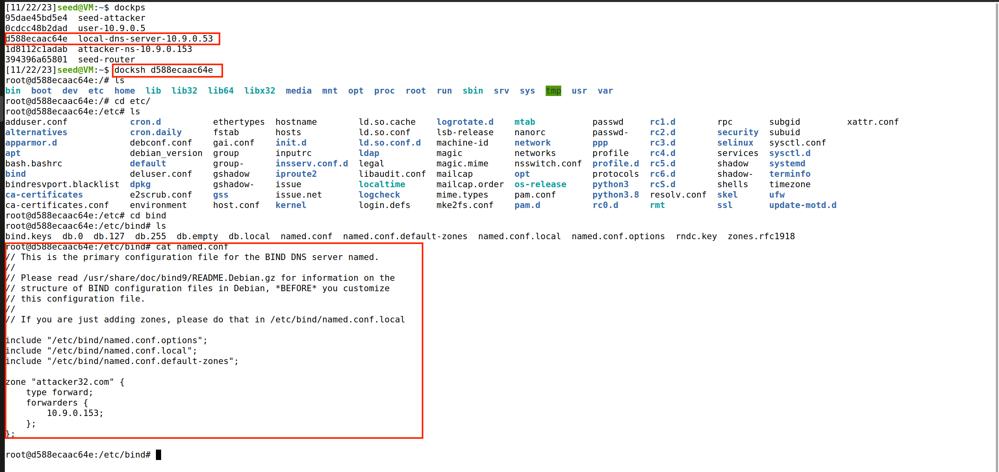 [11/22/23]seed@VM:~$ dockps
95dae45bd5e4  seed-attacker
0cdcc48b2dad  user-10.9.0.5
d588ecaac64e  local-dns-server-10.9.0.53
1d8112c1adab  attacker-ns-10.9.0.153
394396a65801  seed-router
[11/22/23]seed@VM:~$ docksh d588ecaac64e
root@d588ecaac64e:/# ls
bin  boot  dev  etc  home  lib  lib32  lib64  libx32  media  mnt  opt  proc  root  run  sbin  srv  sys  tmp  usr  var
root@d588ecaac64e:/# cd etc/
root@d588ecaac64e:/etc# ls
adduser.conf            cron.d          ethertypes  hostname        ld.so.cache    logrotate.d    mtab           passwd     rc1.d        rpc       subgid         xattr.conf
alternatives            cron.daily      fstab       hosts           ld.so.conf     lsb-release    nanorc         passwd-    rc2.d        security  subuid
apparmor.d              debconf.conf    gai.conf    init.d          ld.so.conf.d   machine-id     network        ppp        rc3.d        selinux   sysctl.conf
apt                     debian_version  group       inputrc         ldap           magic          networks       profile    rc4.d        services  sysctl.d
bash.bashrc             default         group-      insserv.conf.d  legal          magic.mime     nsswitch.conf  profile.d  rc5.d        shadow    systemd
bind                    deluser.conf    gshadow     iproute2        libaudit.conf  mailcap        opt            protocols  rc6.d        shadow-   terminfo
bindresvport.blacklist  dpkg            gshadow-    issue           localtime      mailcap.order  os-release     python3    rcS.d        shells    timezone
ca-certificates         e2scrub.conf    gss         issue.net       logcheck       mime.types     pam.conf       python3.8  resolv.conf  skel      ufw
ca-certificates.conf    environment     host.conf   kernel          login.defs     mke2fs.conf    pam.d          rc0.d      rmt          ssl       update-motd.d
root@d588ecaac64e:/etc# cd bind
root@d588ecaac64e:/etc/bind# ls
bind.keys  db.0  db.127  db.255  db.empty  db.local  named.conf  named.conf.default-zones  named.conf.local  named.conf.options  rndc.key  zones.rfc1918
root@d588ecaac64e:/etc/bind# cat named.conf
// This is the primary configuration file for the BIND DNS server named.
//
// Please read /usr/share/doc/bind9/README.Debian.gz for information on the
// structure of BIND configuration files in Debian, *BEFORE* you customize
// this configuration file.
//
// If you are just adding zones, please do that in /etc/bind/named.conf.local

include "/etc/bind/named.conf.options";
include "/etc/bind/named.conf.local";
include "/etc/bind/named.conf.default-zones";

zone "attacker32.com" {
    type forward;
    forwarders {
        10.9.0.153;
    };
};

root@d588ecaac64e:/etc/bind#